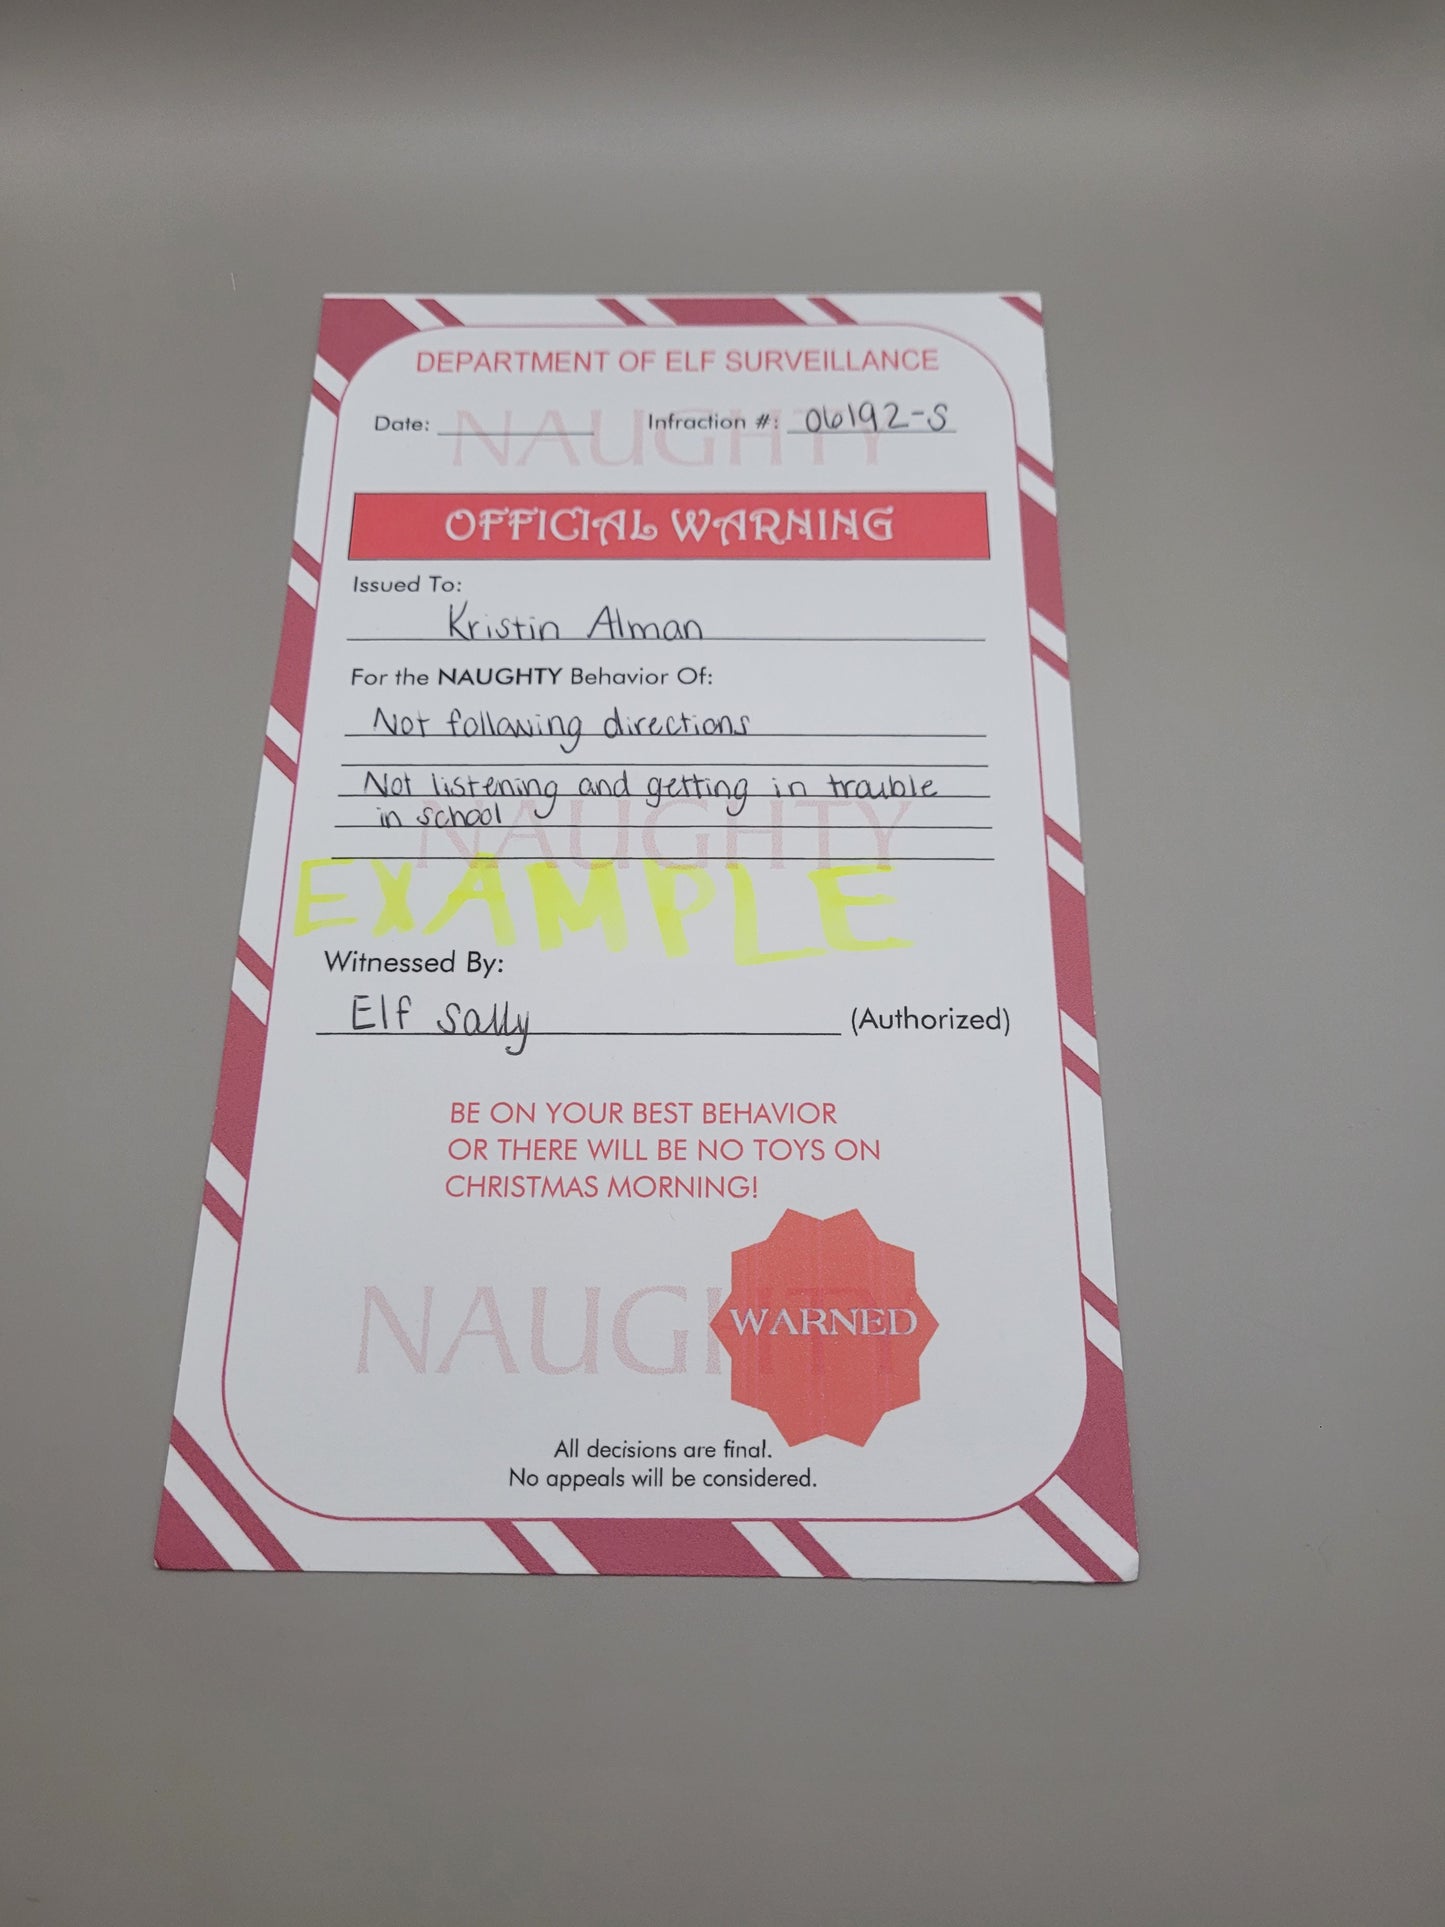 DEPARTMENT OF ELF SURVEILLANCE
NAUGHTY
Date: Infraction #: 06192-S
OFFICIAL WARNING
Issued To:
Kristin Alman
For the NAUGHTY Behavior Of:
Not following directions
Not listening and getting in trouble
in school
NAUGHTY
EXAMPLE
Witnessed By:
Elf Sally (Authorized)
BE ON YOUR BEST BEHAVIOR
OR THERE WILL BE NO TOYS ON
CHRISTMAS MORNING!
NAUGHTY
WARNED
All decisions are final.
No appeals will be considered.